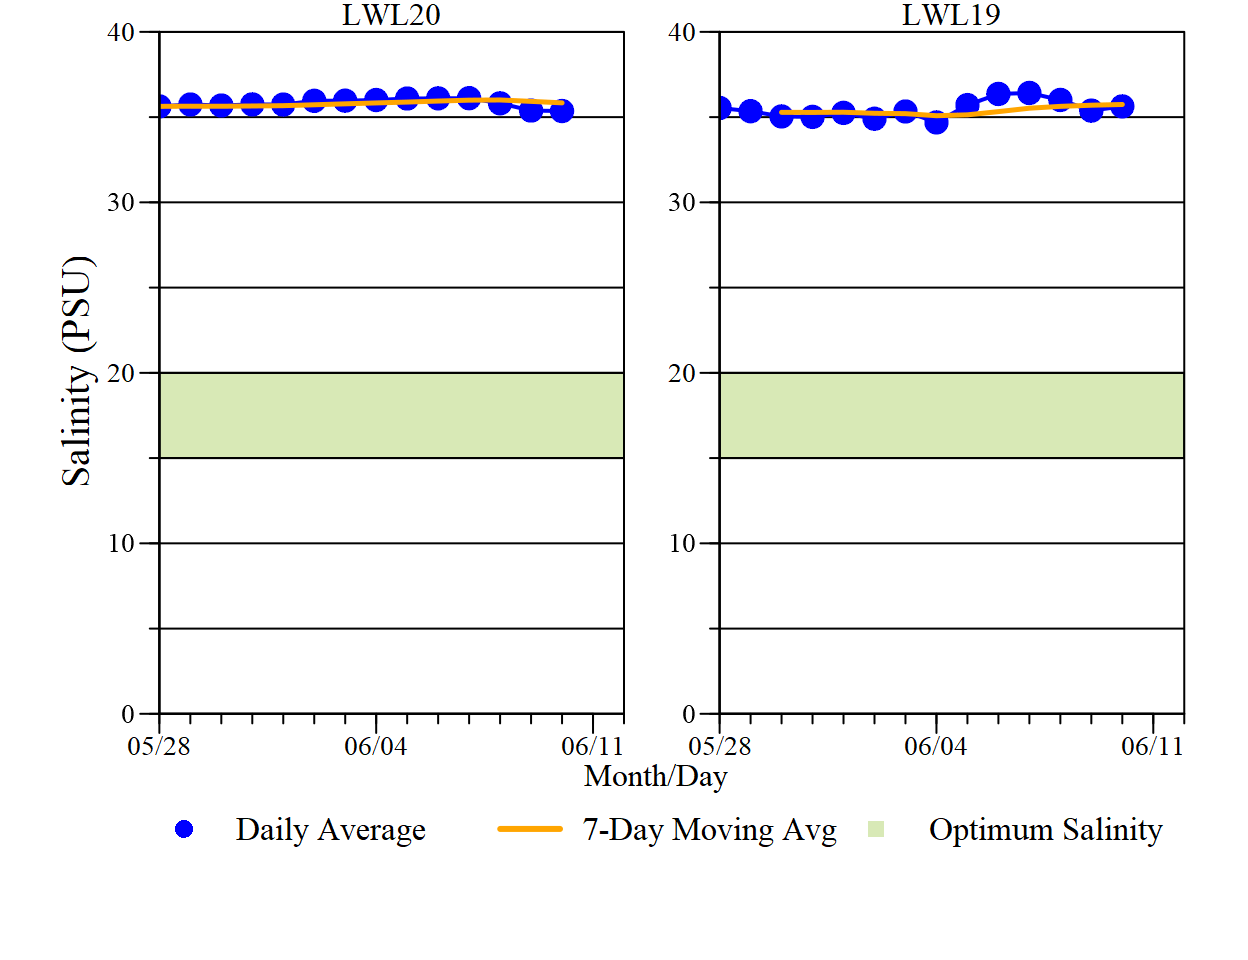 LWL20 LWL19
40 40
30 30
20 20
10 10
0 0
Salinity (PSU)
05/28 06/04 06/11 05/28 06/04 06/11
Month/Day
Daily Average 7-Day Moving Avg Optimum Salinity